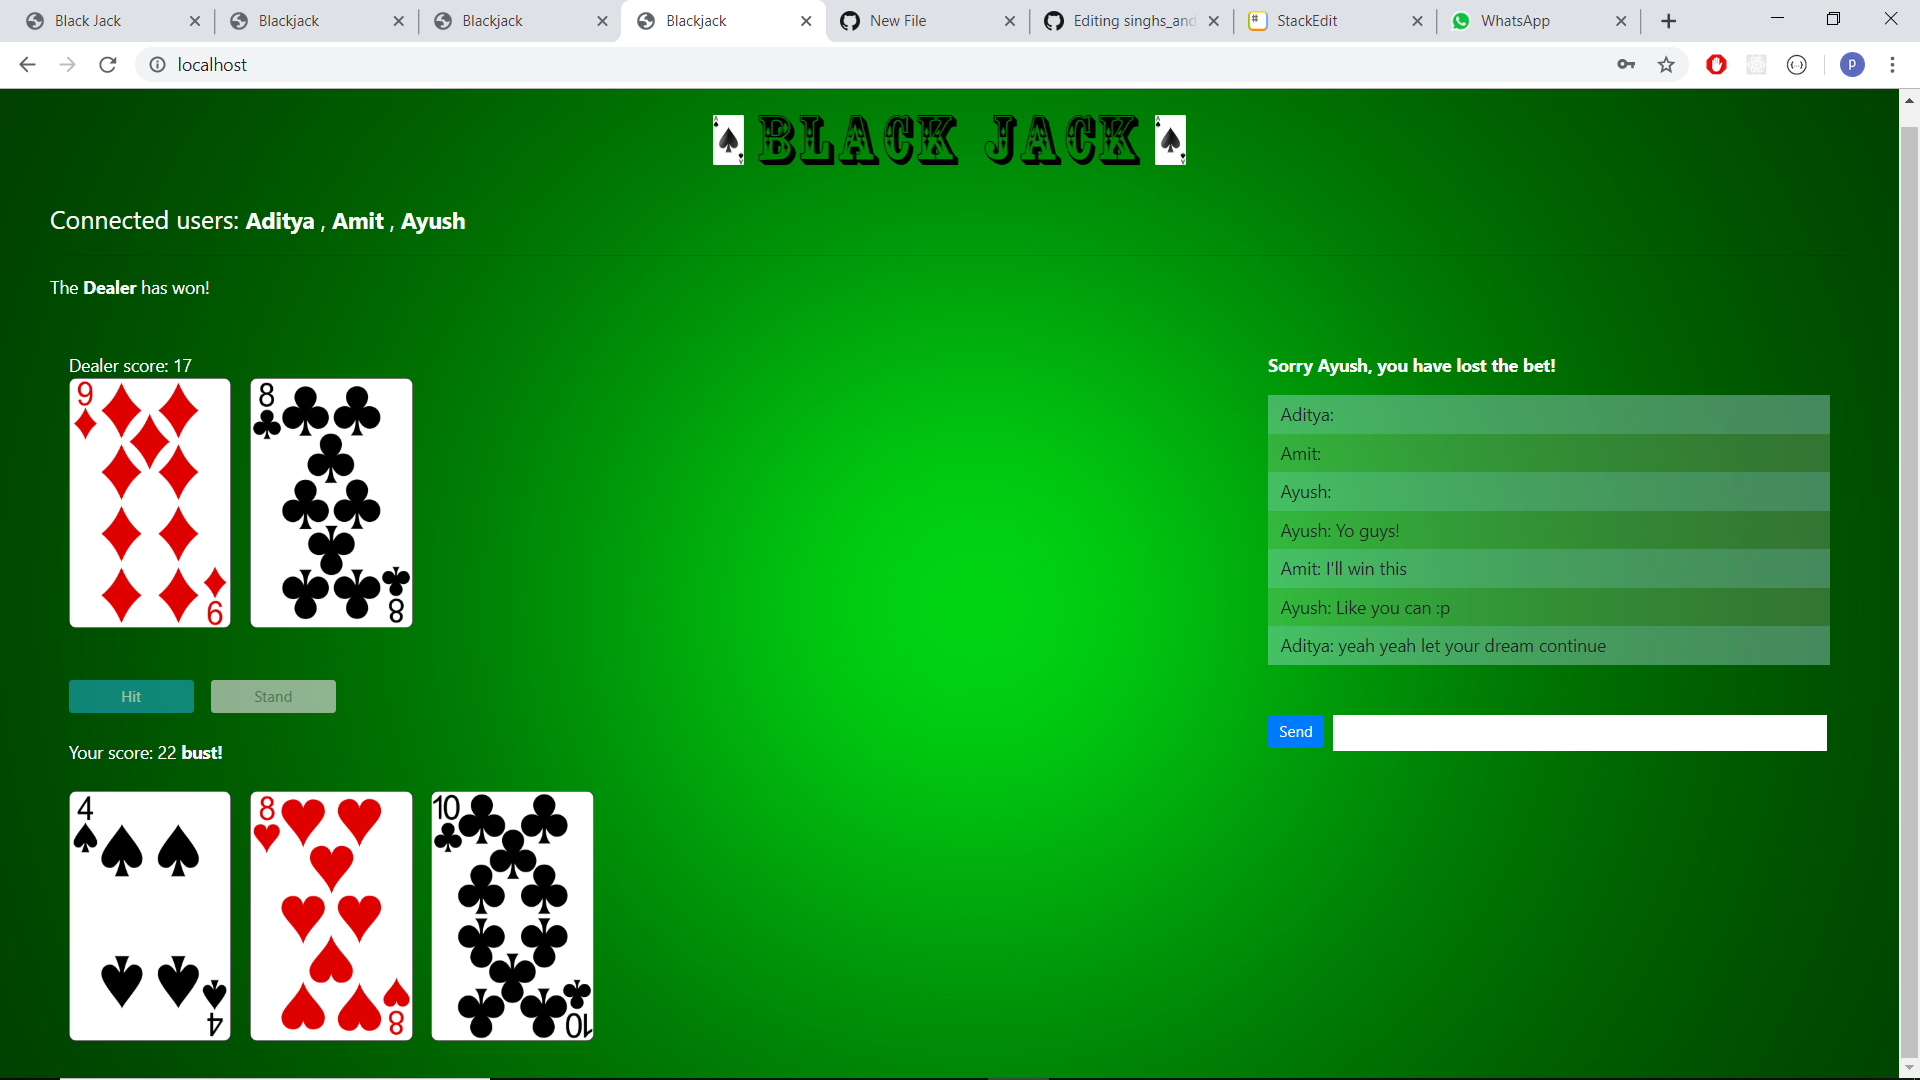 Black Jack
Blackjack
Blackjack
Blackjack
New File
Editing singhs_and
StackEdit
WhatsApp
localhost
P
BLACK JACK
Connected users: Aditya , Amit , Ayush
The Dealer has won!
Dealer score: 17
9
9
8
8
Hit
Stand
Your score: 22 bust!
4
4
8
8
10
10
Sorry Ayush, you have lost the bet!
Aditya:
Amit:
Ayush:
Ayush: Yo guys!
Amit: I'll win this
Ayush: Like you can :p
Aditya: yeah yeah let your dream continue
Send